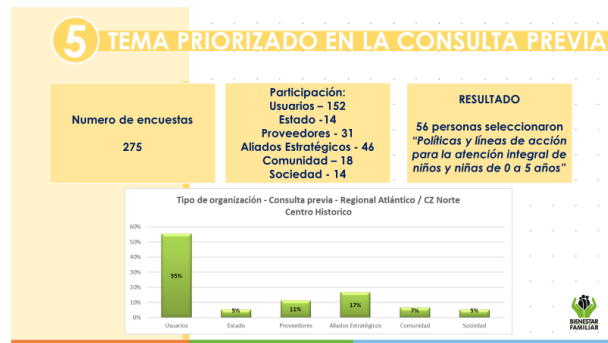 5 TEMA PRIORIZADO EN LA CONSULTA PREVIA
Numero de encuestas
275
Participación:
Usuarios – 152
Estado -14
Proveedores - 31
Aliados Estratégicos - 46
Comunidad – 18
Sociedad - 14
RESULTADO
56 personas seleccionaron
“Políticas y líneas de acción
para la atención integral de
niños y niñas de 0 a 5 años”
Tipo de organización - Consulta previa - Regional Atlántico / CZ Norte
Centro Historico
60%
50%
40%
30%
20%
10%
0%
55%
5%
11%
17%
7%
5%
Usuarios
Estado
Proveedores
Aliados Estratégicos
Comunidad
Sociedad
BIENESTAR
FAMILIAR